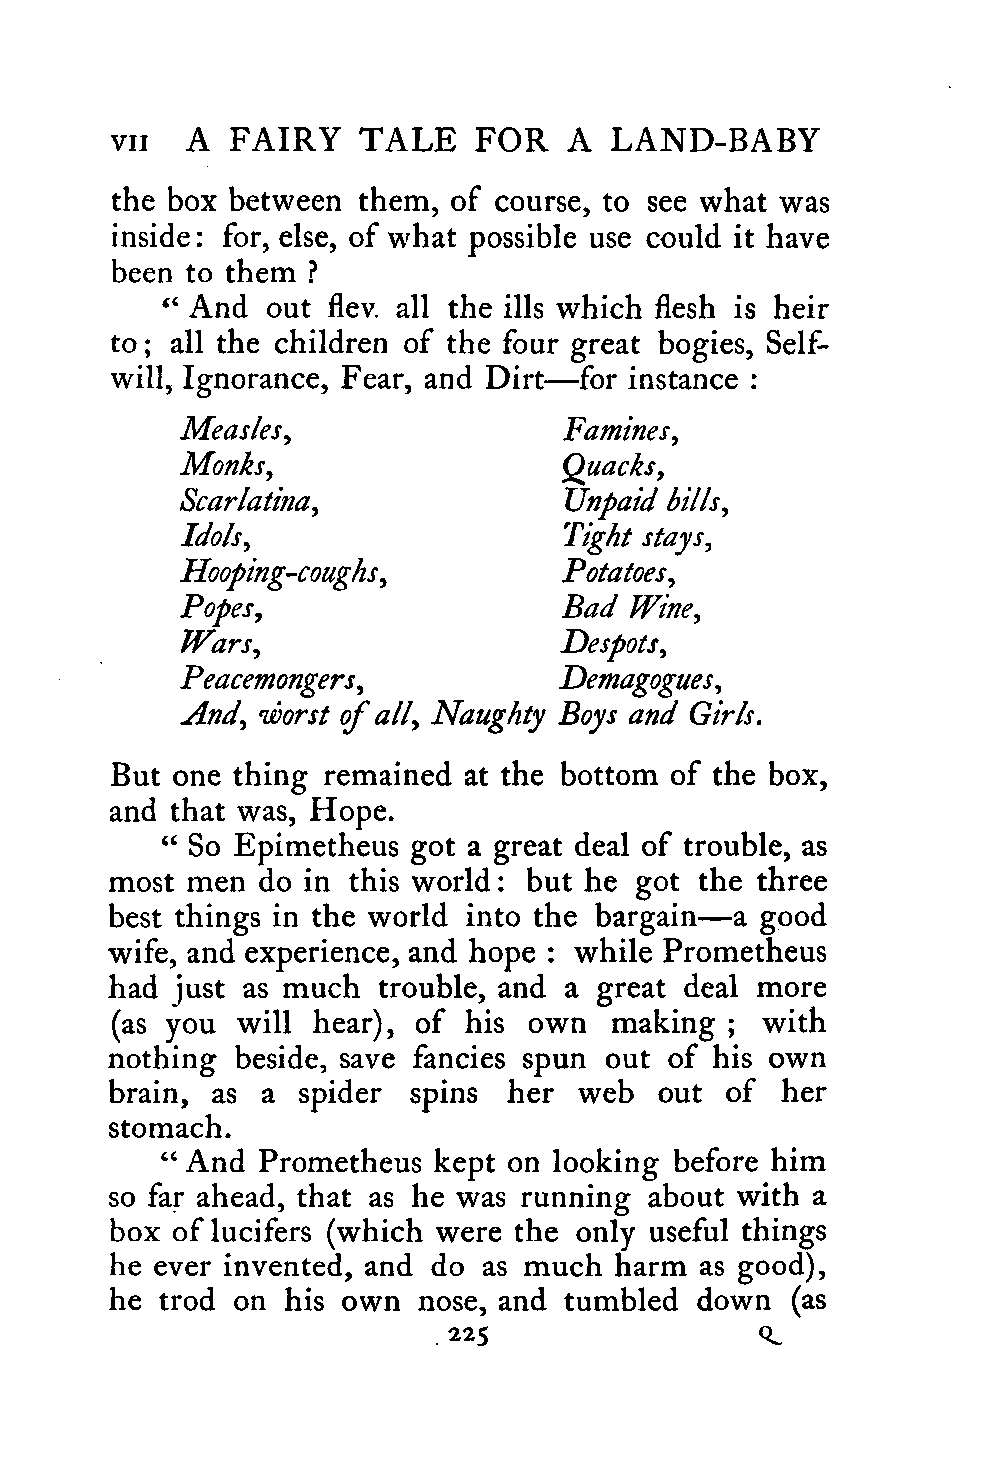 VII A FAIRY TALE FOR A LAND-BABY
the box between them, of course, to see what was
inside: for, else, of what possible use could it have
been to them ?
“ And out flev. all the ills which flesh is heir
to; all the children of the four great bogies, Self-
will, Ignorance, Fear, and Dirt—for instance :
Measles, Famines,
Monks, Quacks,
Scarlatina, Unpaid bills,
Idols, Tight stays,
Hooping-coughs, Potatoes,
Popes, Bad Wine,
Wars, Despots,
Peacemongers, Demagogues,
And, worst of all, Naughty Boys and Girls.
But one thing remained at the bottom of the box,
and that was, Hope.
“ So Epimetheus got a great deal of trouble, as
most men do in this world: but he got the three
best things in the world into the bargain—a good
wife, and experience, and hope : while Prometheus
had just as much trouble, and a great deal more
(as you will hear), of his own making ; with
nothing beside, save fancies spun out of his own
brain, as a spider spins her web out of her
stomach.
“ And Prometheus kept on looking before him
so far ahead, that as he was running about with a
box of lucifers (which were the only useful things
he ever invented, and do as much harm as good),
he trod on his own nose, and tumbled down (as
225 Q